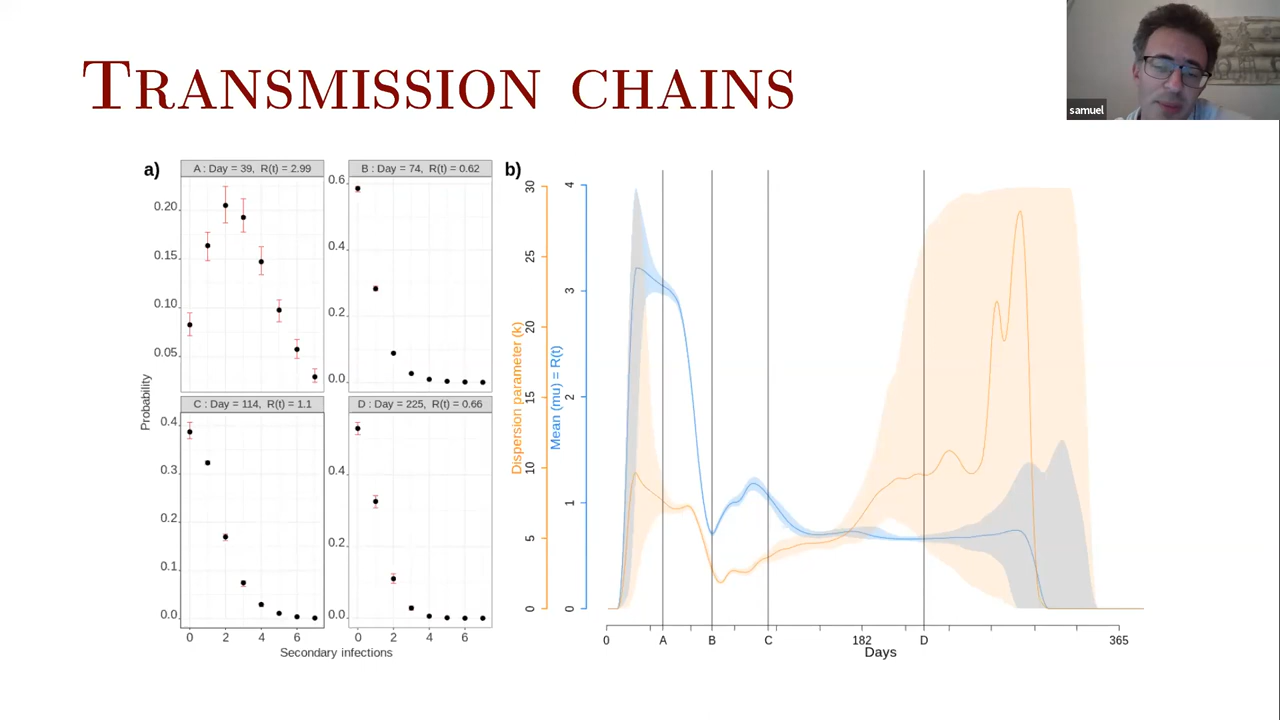 TRANSMISSION CHAINS
samuel
a)
A : Day = 39, R(t) = 2.99
0.20
0.15
0.10
0.05
B : Day = 74, R(t) = 0.62
0.6
0.4
0.2
0.0
Probability
C : Day = 114, R(t) = 1.1
0.4
0.3
0.2
0.1
0.0
0 2 4 6
D : Day = 225, R(t) = 0.66
0.4
0.2
0.0
0 2 4 6
Secondary infections
b)
Dispersion parameter (k)
0 5 10 15 20 25 30
Mean (mu) = R(t)
0 1 2 3 4
0 A B C 182 D 365
Days